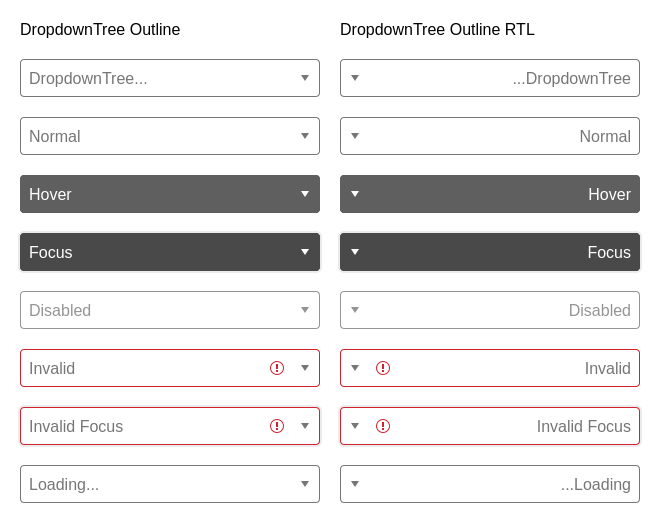 DropdownTree Outline
DropdownTree...
Normal
Hover
Focus
Disabled
Invalid
Invalid Focus
Loading...
DropdownTree Outline RTL
...DropdownTree
Normal
Hover
Focus
Disabled
Invalid
Invalid Focus
...Loading